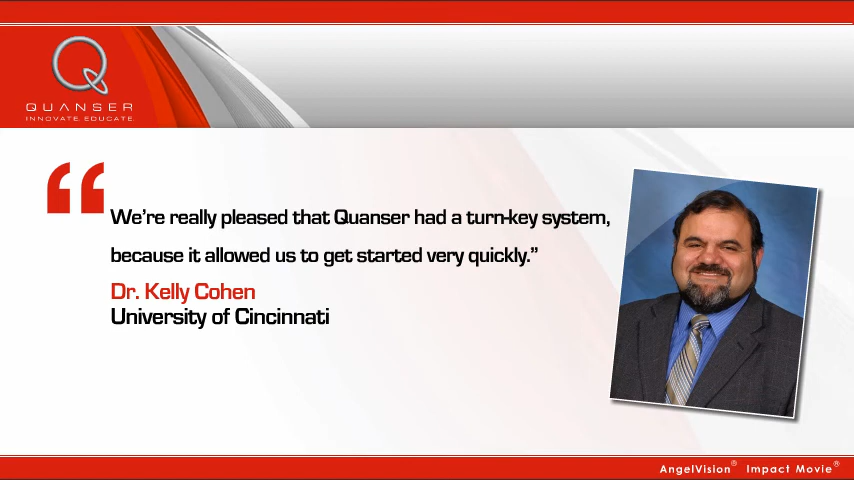 QUANSER
INNOVATE. EDUCATE.
“
We’re really pleased that Quanser had a turn-key system,
because it allowed us to get started very quickly.”
Dr. Kelly Cohen
University of Cincinnati
AngelVision® Impact Movie®